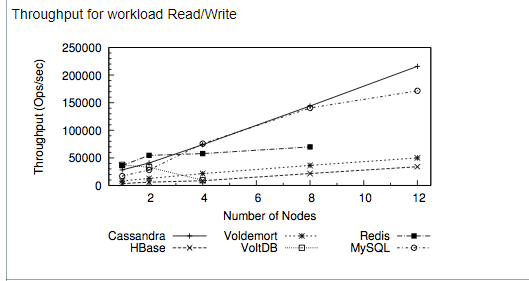 Throughput for workload Read/Write
250000
200000
150000
100000
50000
0
Throughput (Ops/sec)
2 4 6 8 10 12
Number of Nodes
Cassandra Voldemort Redis
HBase VoltDB MySQL